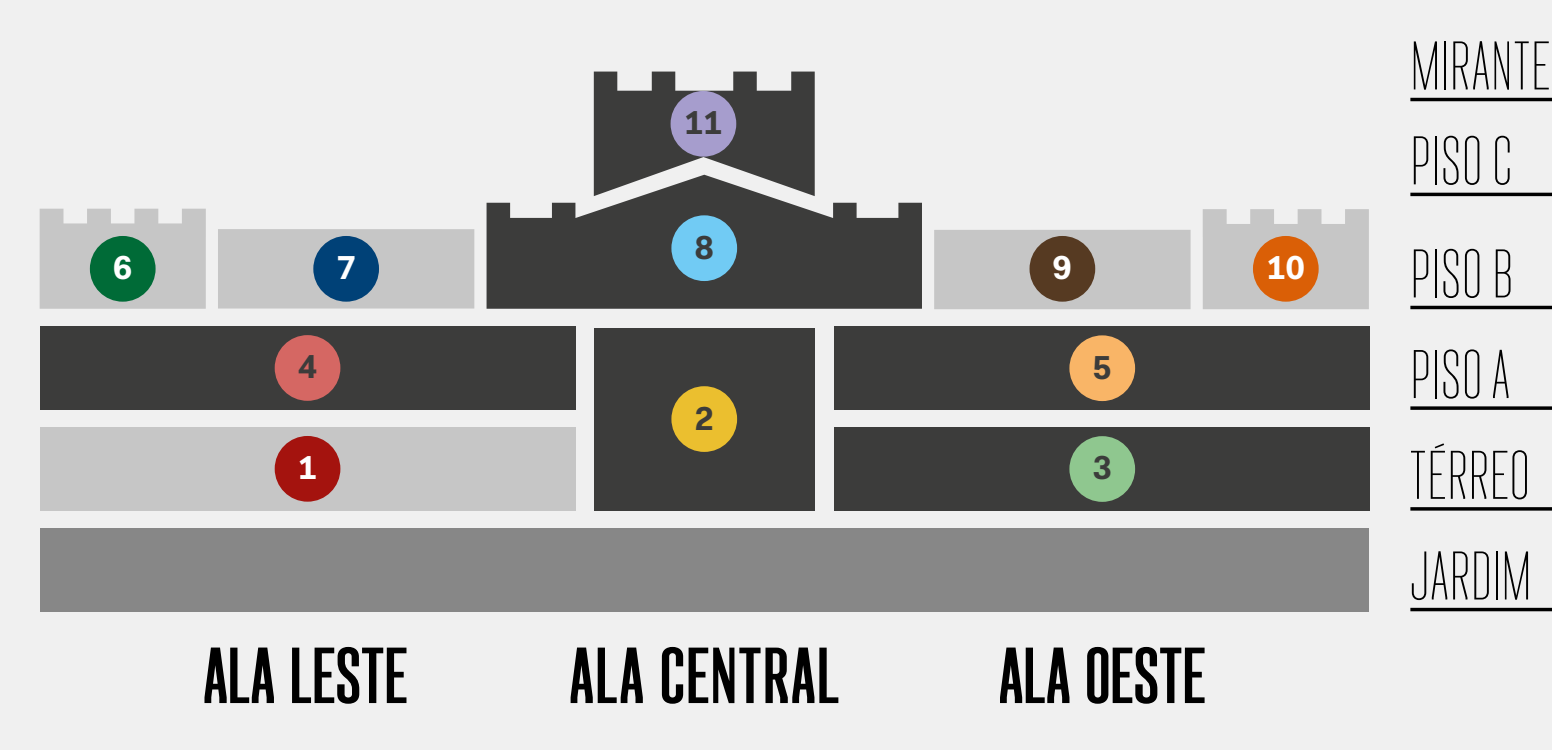 MIRANTE
11
PISO C
6
7
8
9
10
PISO B
4
5
PISO A
2
1
3
TÉRREO
JARDIM
ALA LESTE
ALA CENTRAL
ALA OESTE